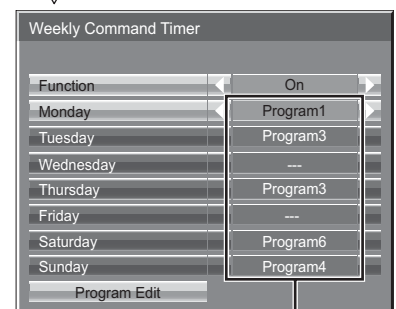 Weekly Command Timer
Function On
Monday Program1
Tuesday Program3
Wednesday ---
Thursday Program3
Friday ---
Saturday Program6
Sunday Program4
Program Edit